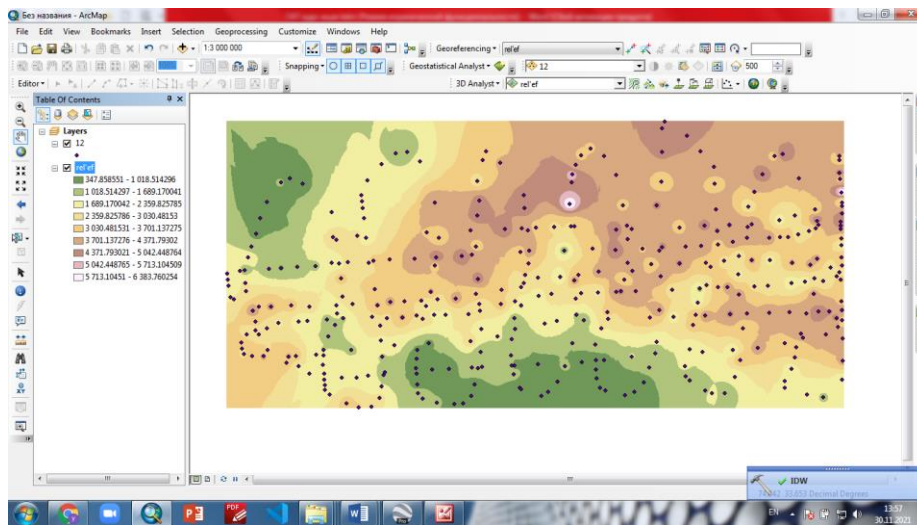 Без названия - ArcMap
File Edit View Bookmarks Insert Selection Geoprocessing Customize Windows Help
1:3 000 000 Georeferencing rel'ef
Snapping Geostatistical Analyst 12 500
Editor 3D Analyst rel'ef
Table Of Contents
Layers
12
rel'ef
347.858551 - 1 018.514296
1 018.514297 - 1 689.170041
1 689.170042 - 2 359.825785
2 359.825786 - 3 030.48153
3 030.481531 - 3 701.137275
3 701.137276 - 4 371.79302
4 371.793021 - 5 042.448764
5 042.448765 - 5 713.104509
5 713.10451 - 6 383.760254
IDW
Decimal Degrees
EN 13:57
30.11.2021